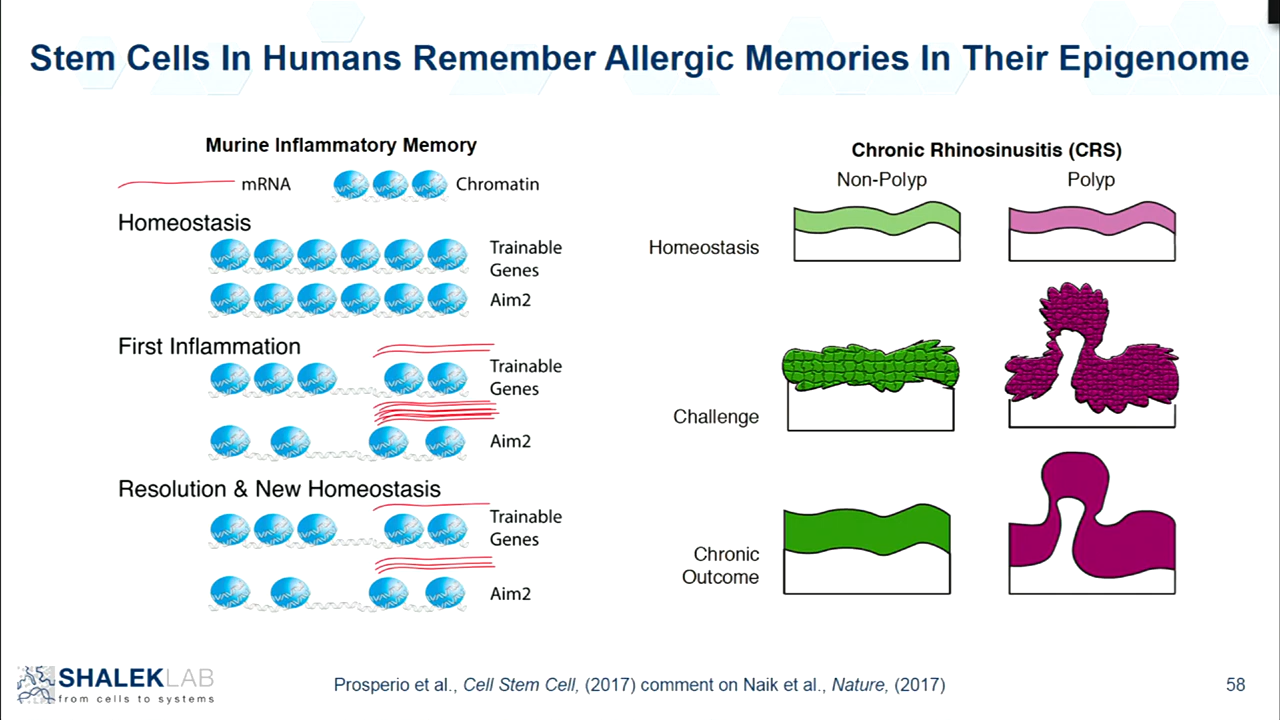 Stem Cells In Humans Remember Allergic Memories In Their Epigenome
Murine Inflammatory Memory
mRNA
Chromatin
Homeostasis
Trainable
Genes
Aim2
First Inflammation
Trainable
Genes
Aim2
Resolution & New Homeostasis
Trainable
Genes
Aim2
Chronic Rhinosinusitis (CRS)
Non-Polyp
Polyp
Homeostasis
Challenge
Chronic
Outcome
SHALEKLAB
from cells to systems
Prosperio et al., Cell Stem Cell, (2017) comment on Naik et al., Nature, (2017)
58